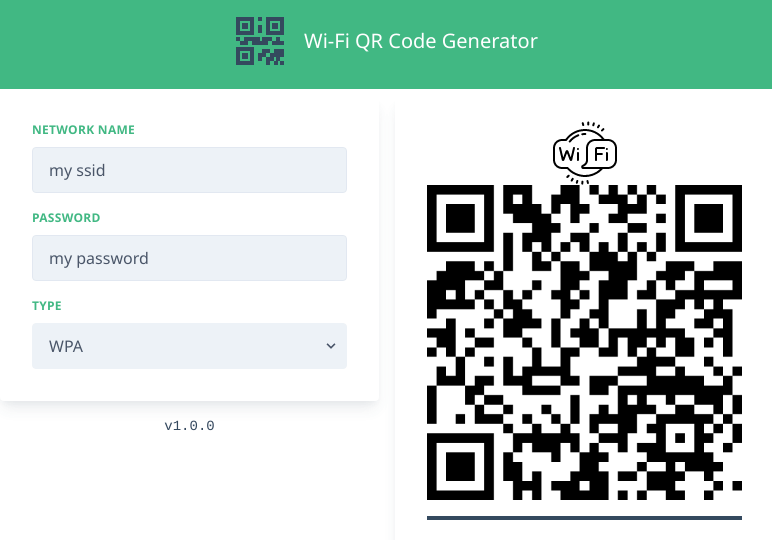 Wi-Fi QR Code Generator
NETWORK NAME
my ssid
PASSWORD
my password
TYPE
WPA
v1.0.0
Wi Fi